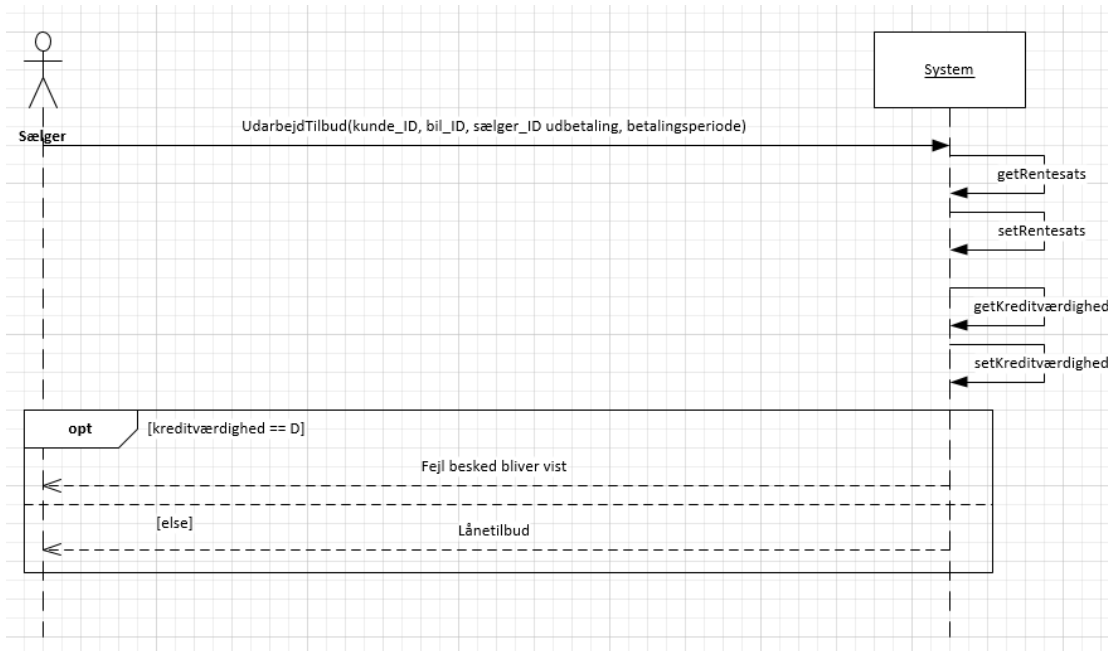 System
Sælger
UdarbejdTilbud(kunde_ID, bil_ID, sælger_ID udbetaling, betalingsperiode)
getRentesats
setRentesats
getKreditværdighed
setKreditværdighed
opt
[kreditværdighed == D]
Fejl besked bliver vist
[else]
Lånetilbud